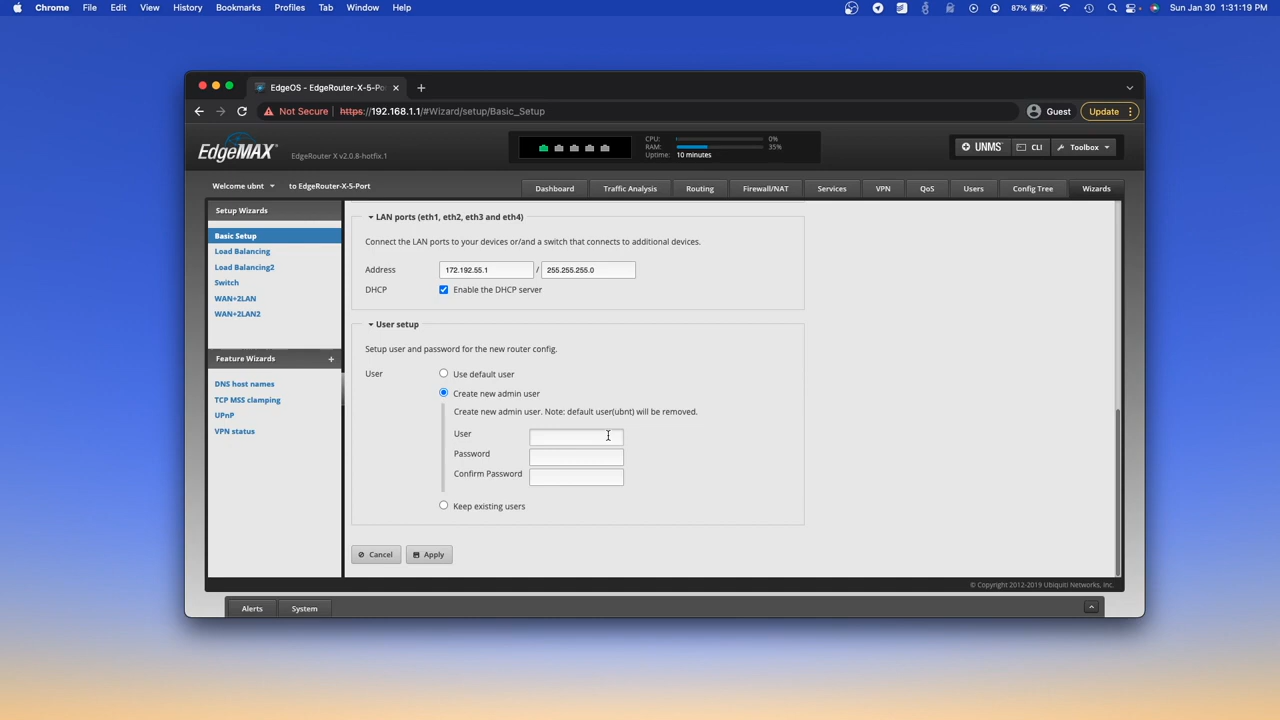 Chrome File Edit View History Bookmarks Profiles Tab Window Help 87% Sun Jan 30 1:31:19 PM
EdgeOS - EdgeRouter-X-5-Po
Not Secure https://192.168.1.1/#Wizard/setup/Basic_Setup Guest Update
EdgeMAX EdgeRouter X v2.0.8-hotfix.1
CPU: 0%
RAM: 35%
Uptime: 10 minutes
UNMS CLI Toolbox
Welcome ubnt to EdgeRouter-X-5-Port
Dashboard Traffic Analysis Routing Firewall/NAT Services VPN QoS Users Config Tree Wizards
Setup Wizards
Basic Setup
Load Balancing
Load Balancing2
Switch
WAN+2LAN
WAN+2LAN2
Feature Wizards +
DNS host names
TCP MSS clamping
UPnP
VPN status
LAN ports (eth1, eth2, eth3 and eth4)
Connect the LAN ports to your devices or/and a switch that connects to additional devices.
Address 172.192.55.1 / 255.255.255.0
DHCP Enable the DHCP server
User setup
Setup user and password for the new router config.
User Use default user
Create new admin user
Create new admin user. Note: default user(ubnt) will be removed.
User
Password
Confirm Password
Keep existing users
Cancel Apply
© Copyright 2012-2019 Ubiquiti Networks, Inc.
Alerts System